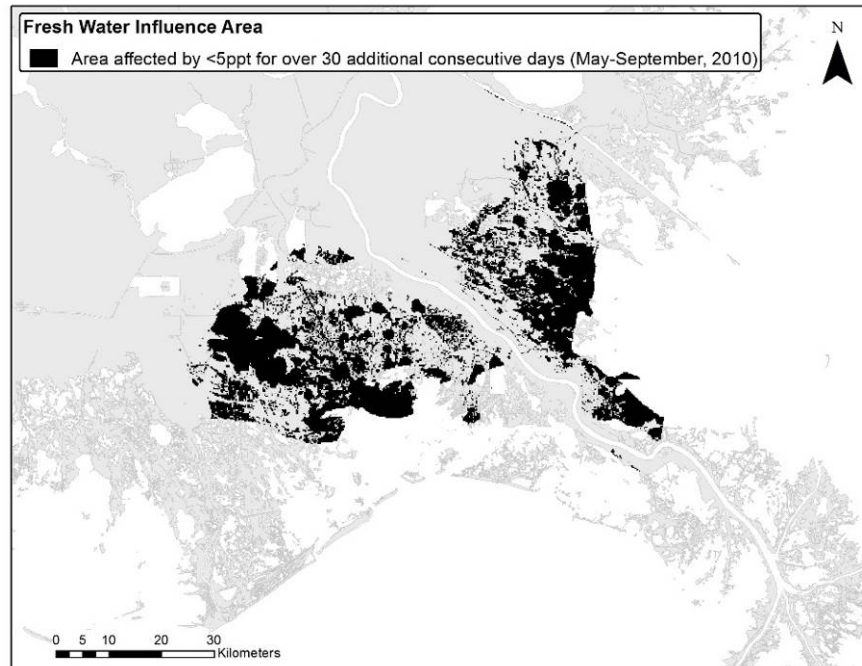 Fresh Water Influence Area
Area affected by <5ppt for over 30 additional consecutive days (May-September, 2010)
N
0 5 10 20 30
Kilometers